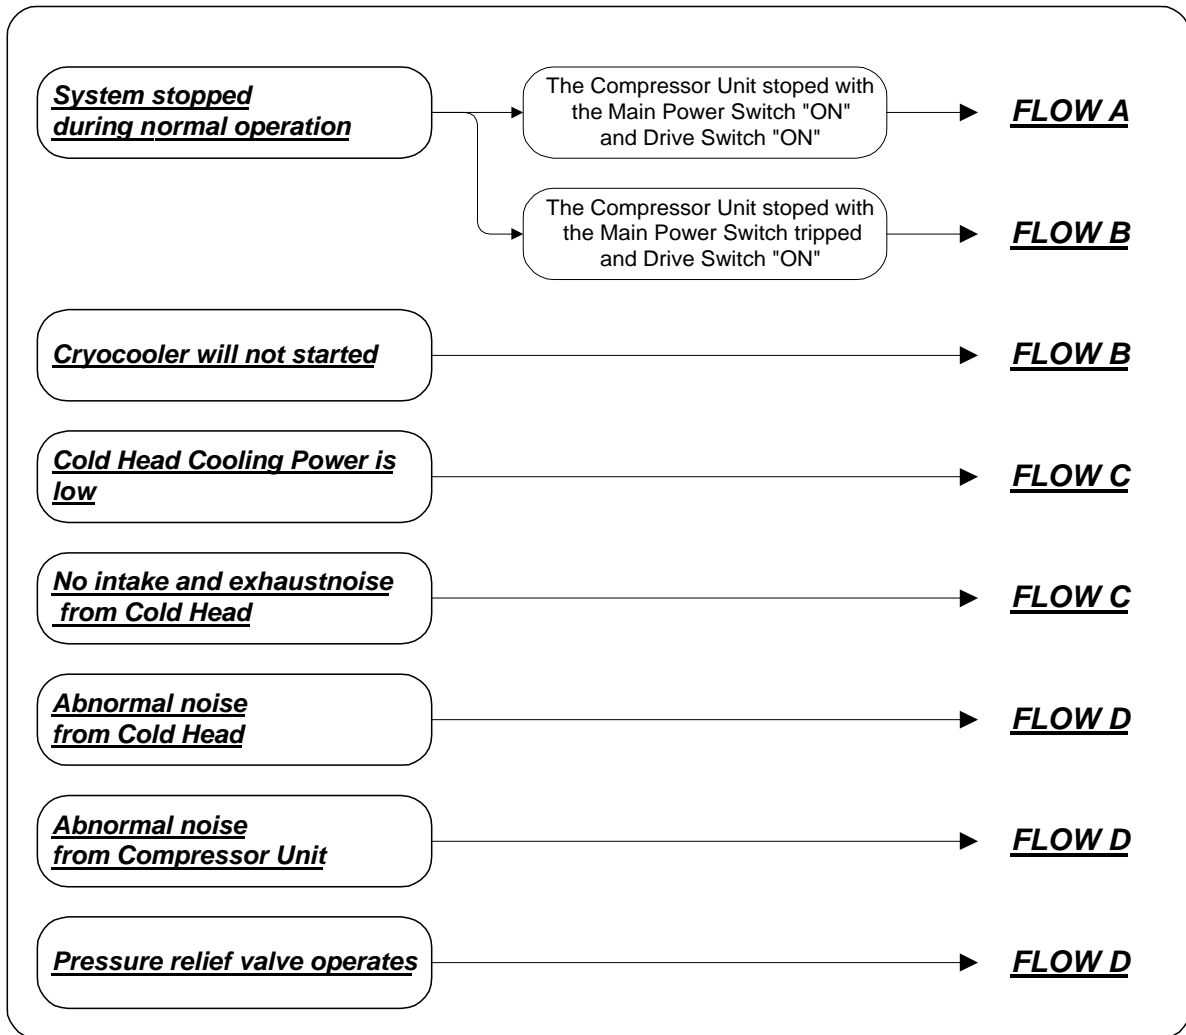 System stopped
during normal operation
The Compressor Unit stoped with
the Main Power Switch "ON"
and Drive Switch "ON"
FLOW A
The Compressor Unit stoped with
the Main Power Switch tripped
and Drive Switch "ON"
FLOW B
Cryocooler will not started
FLOW B
Cold Head Cooling Power is
low
FLOW C
No intake and exhaustnoise
from Cold Head
FLOW C
Abnormal noise
from Cold Head
FLOW D
Abnormal noise
from Compressor Unit
FLOW D
Pressure relief valve operates
FLOW D